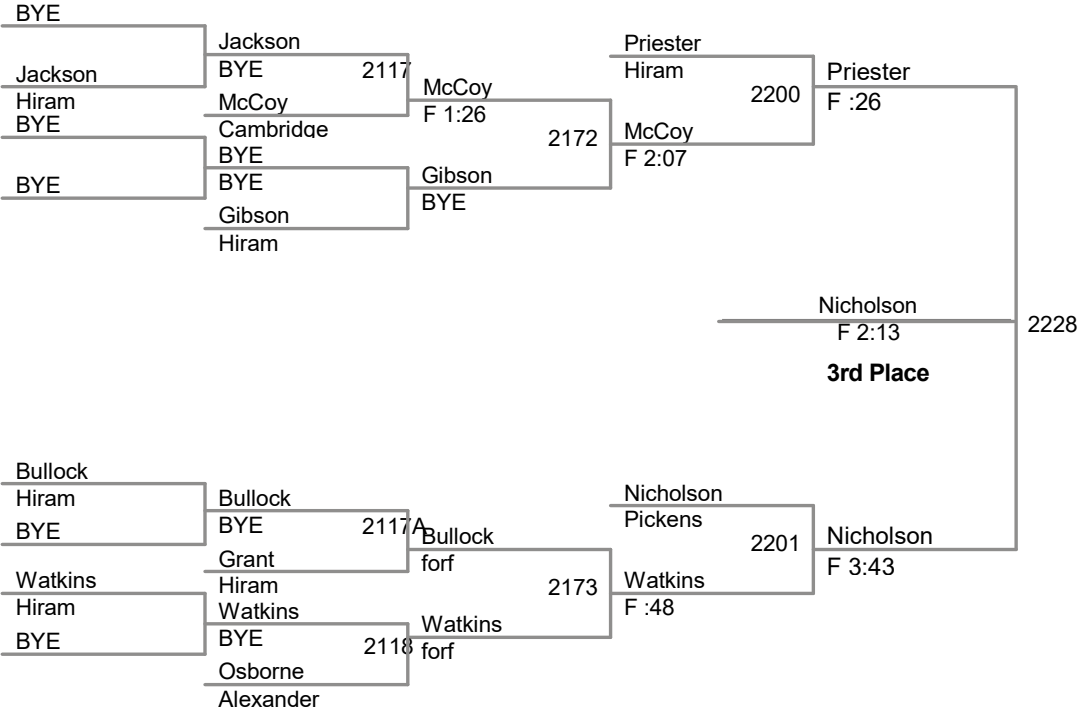 BYE
Jackson
Hiram
BYE
BYE
Jackson
BYE
2117
McCoy
Cambridge
BYE
BYE
Gibson
Hiram
McCoy
F 1:26
2172
Gibson
BYE
Priester
Hiram
2200
McCoy
F 2:07
Priester
F :26
Nicholson
F 2:13
2228
3rd Place
Bullock
Hiram
BYE
Watkins
Hiram
BYE
Bullock
BYE
2117A
Grant
Hiram
Watkins
BYE
2118
Osborne
Alexander
Bullock
forf
2173
Watkins
forf
Nicholson
Pickens
2201
Watkins
F :48
Nicholson
F 3:43